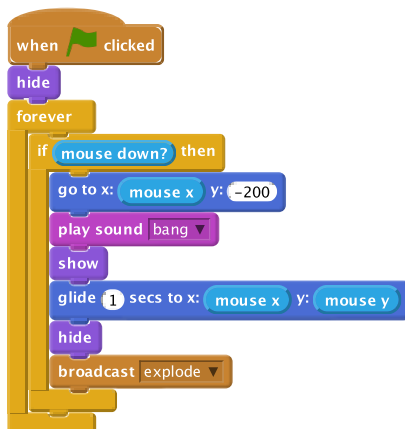 when clicked
hide
forever
if mouse down? then
go to x: mouse x y: -200
play sound bang
show
glide 1 secs to x: mouse x y: mouse y
hide
broadcast explode